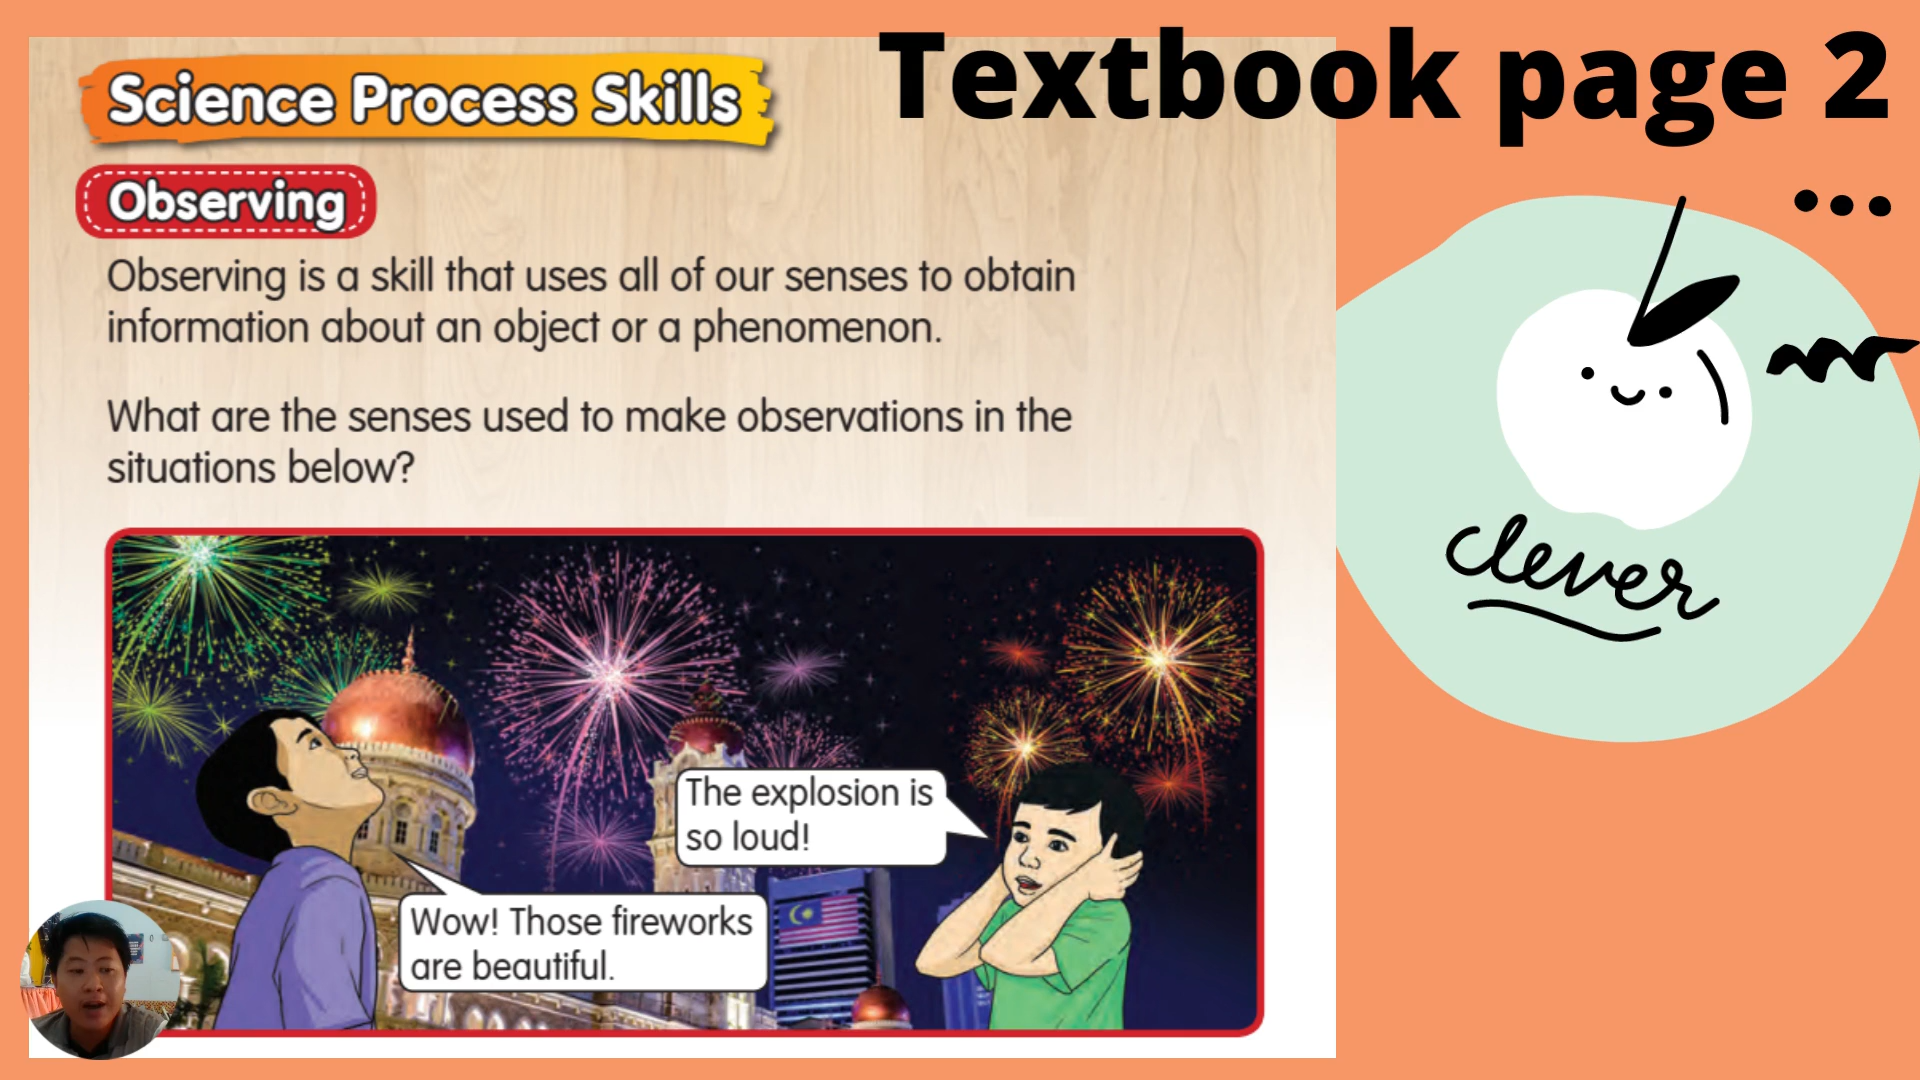 Textbook page 2
Science Process Skills
Observing
Observing is a skill that uses all of our senses to obtain
information about an object or a phenomenon.
What are the senses used to make observations in the
situations below?
The explosion is
so loud!
Wow! Those fireworks
are beautiful.
clever